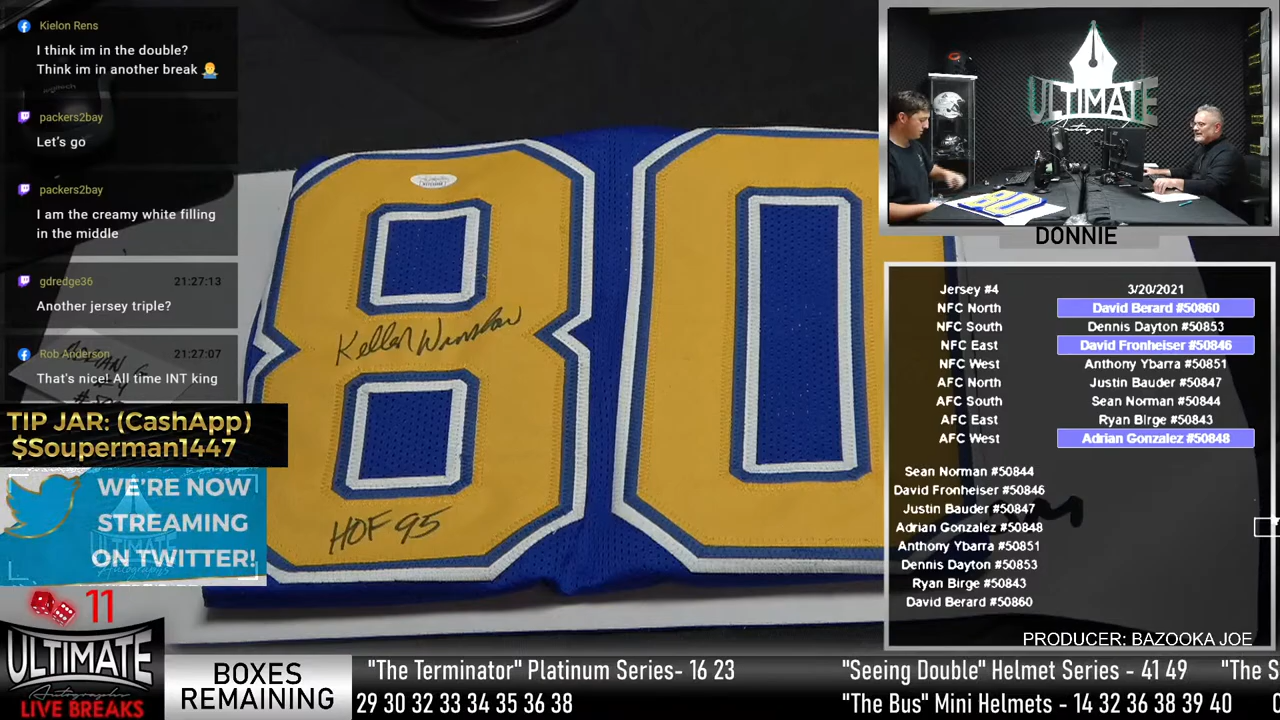 Kielon Rens
I think im in the double?
Think im in another break
packers2bay
Let's go
packers2bay
I am the creamy white filling
in the middle
gdredge36 21:27:13
Another jersey triple?
Rob Anderson 21:27:07
That's nice! All time INT king
TIP JAR: (CashApp)
$Souperman1447
WE'RE NOW
STREAMING
ON TWITTER!
11
ULTIMATE
Autographs
LIVE BREAKS
80
Kellen Winslow
HOF 95
ULTIMATE
Autographs
DONNIE
Jersey #4 3/20/2021
NFC North David Berard #50860
NFC South Dennis Dayton #50853
NFC East David Fronheiser #50846
NFC West Anthony Ybarra #50851
AFC North Justin Bauder #50847
AFC South Sean Norman #50844
AFC East Ryan Birge #50843
AFC West Adrian Gonzalez #50848
Sean Norman #50844
David Fronheiser #50846
Justin Bauder #50847
Adrian Gonzalez #50848
Anthony Ybarra #50851
Dennis Dayton #50853
Ryan Birge #50843
David Berard #50860
PRODUCER: BAZOOKA JOE
BOXES
REMAINING
"The Terminator" Platinum Series- 16 23 "Seeing Double" Helmet Series - 41 49 "The S
29 30 32 33 34 35 36 38 "The Bus" Mini Helmets - 14 32 36 38 39 40